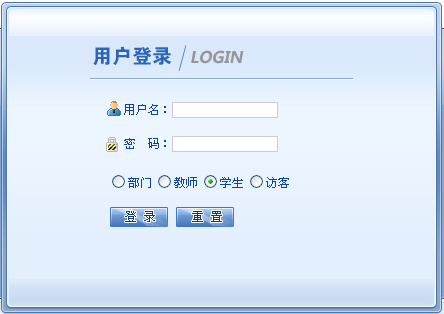 用户登录 / LOGIN
用户名：
密 码：
部门 教师 学生 访客
登 录 重 置